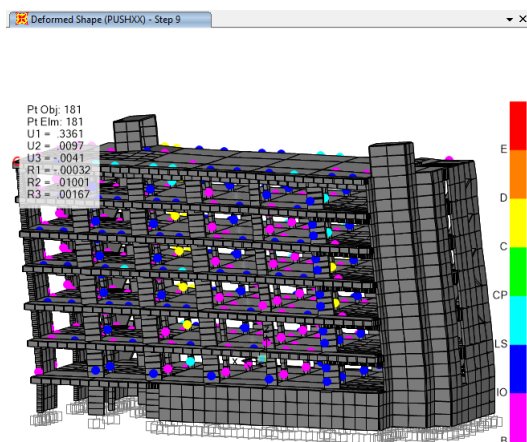 Deformed Shape (PUSHXX) - Step 9
Pt Obj: 181
Pt Elm: 181
U1 = .3361
U2 = .0097
U3 = -.0041
R1 = -.00032
R2 = .01001
R3 = .00167
E
D
C
CP
LS
IO
B